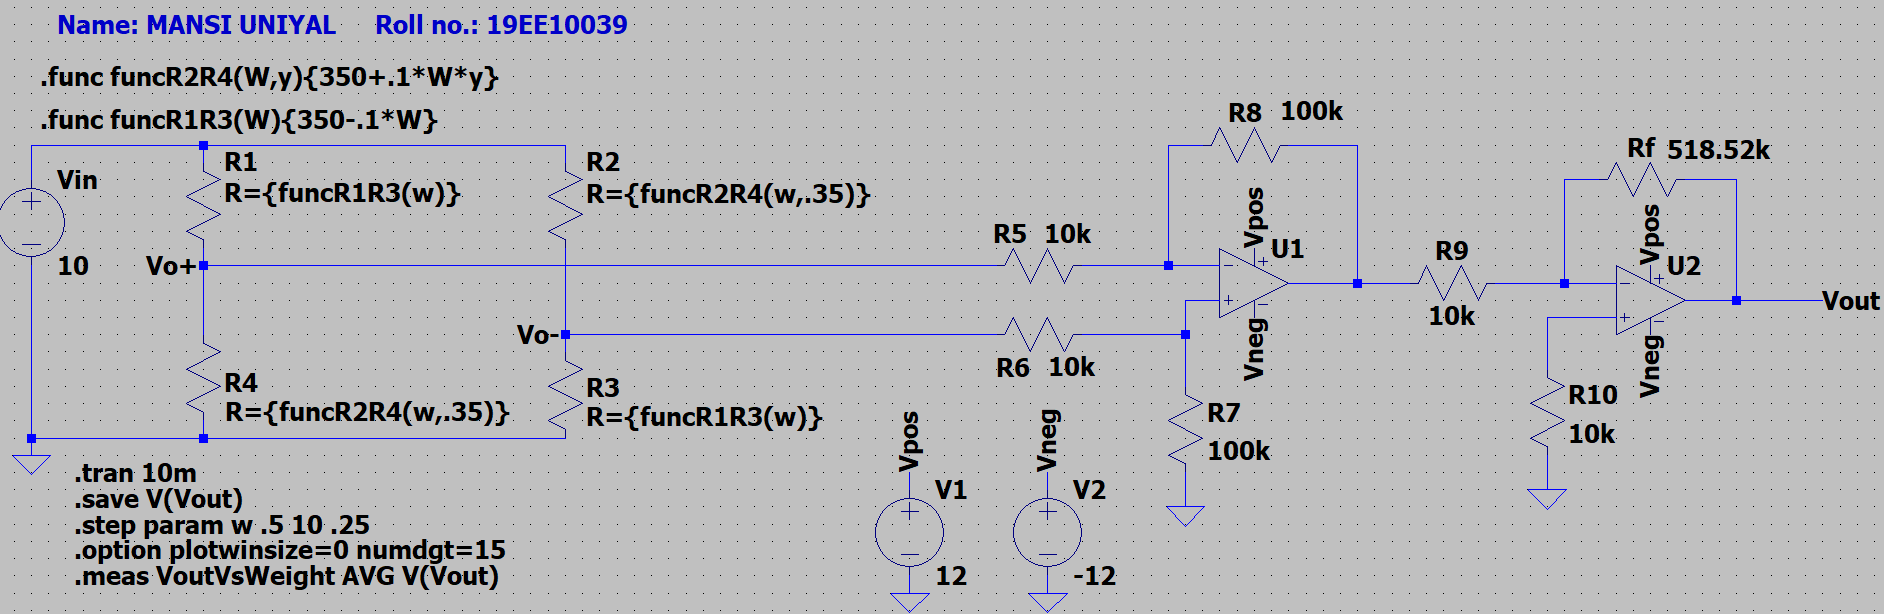 Name: MANSI UNIYAL Roll no.: 19EE10039
.func funcR2R4(W,y){350+.1*W*y}
.func funcR1R3(W){350-.1*W}
Vin
10
R1
R={funcR1R3(w)}
R2
R={funcR2R4(w,.35)}
Vo+
Vo-
R4
R={funcR2R4(w,.35)}
R3
R={funcR1R3(w)}
R5 10k
R6 10k
R8 100k
Vpos
U1
Vneg
R7
100k
R9
10k
Rf 518.52k
Vpos
U2
Vneg
Vout
R10
10k
Vpos
V1
12
Vneg
V2
-12
.tran 10m
.save V(Vout)
.step param w .5 10 .25
.option plotwinsize=0 numdgt=15
.meas VoutVsWeight AVG V(Vout)